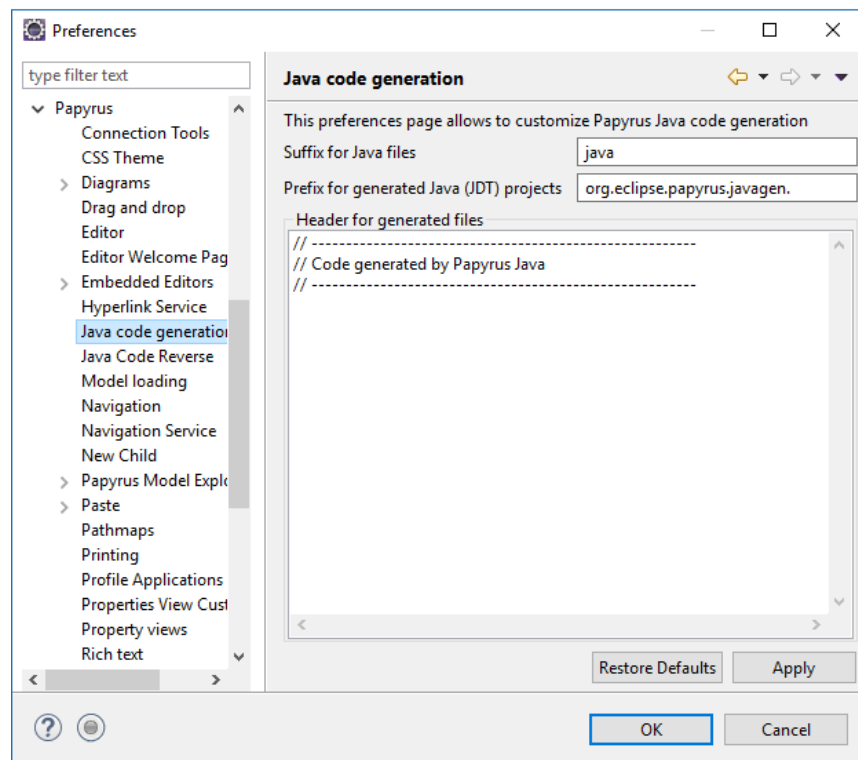 Preferences
type filter text
Papyrus
Connection Tools
CSS Theme
Diagrams
Drag and drop
Editor
Editor Welcome Pag
Embedded Editors
Hyperlink Service
Java code generation
Java Code Reverse
Model loading
Navigation
Navigation Service
New Child
Papyrus Model Explo
Paste
Pathmaps
Printing
Profile Applications
Properties View Cust
Property views
Rich text
Java code generation
This preferences page allows to customize Papyrus Java code generation
Suffix for Java files java
Prefix for generated Java (JDT) projects org.eclipse.papyrus.javagen.
Header for generated files
// --------------------------------------------------------
// Code generated by Papyrus Java
// --------------------------------------------------------
Restore Defaults Apply
? OK Cancel